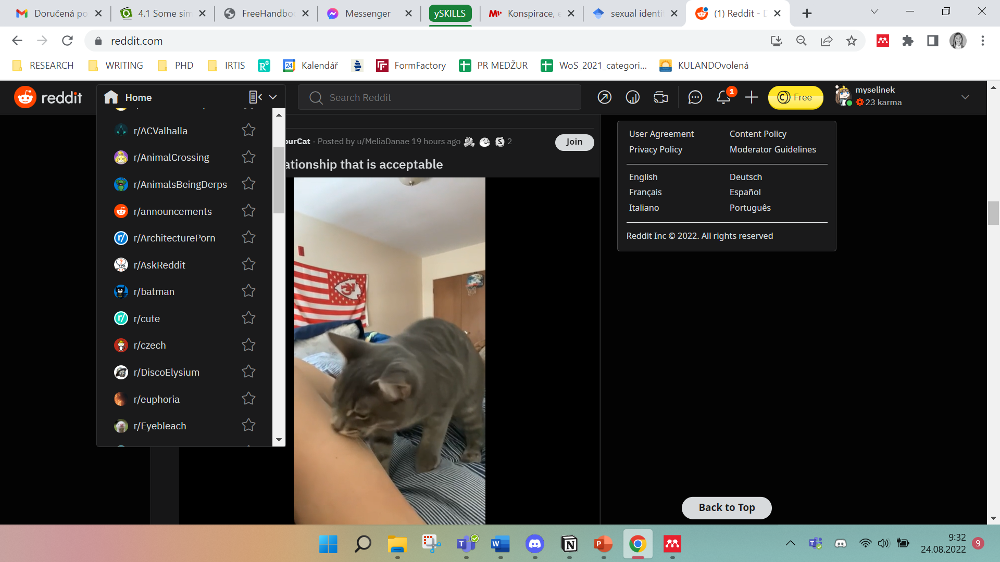 Doručená po
4.1 Some sim
FreeHandbo
Messenger
ySKILLS
Konspirace, e
sexual identi
(1) Reddit - D
reddit.com
RESEARCH
WRITING
PHD
IRTIS
Kalendář
FormFactory
PR MEDŽUR
WoS_2021_categori...
KULANDOvolená
reddit
Home
Search Reddit
1
Free
myselinek
23 karma
r/ACValhalla
r/AnimalCrossing
r/AnimalsBeingDerps
r/announcements
r/ArchitecturePorn
r/AskReddit
r/batman
r/cute
r/czech
r/DiscoElysium
r/euphoria
r/Eyebleach
ourCat · Posted by u/MeliaDanae 19 hours ago 2
Join
ationship that is acceptable
User Agreement
Content Policy
Privacy Policy
Moderator Guidelines
English
Deutsch
Français
Español
Italiano
Português
Reddit Inc © 2022. All rights reserved
Back to Top
9:32
24.08.2022
9